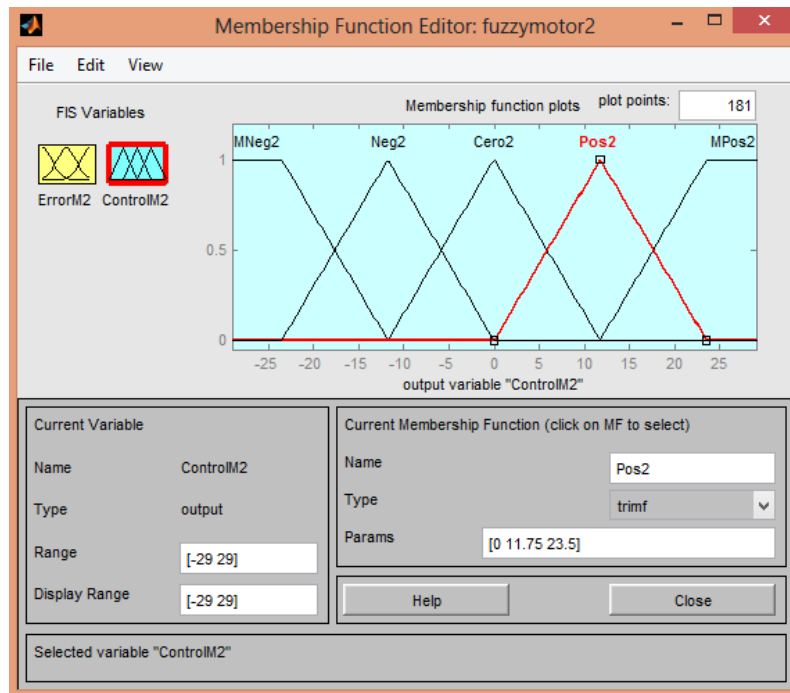 Membership Function Editor: fuzzymotor2
File Edit View
FIS Variables
ErrorM2 ControlM2
Membership function plots plot points: 181
MNeg2 Neg2 Cero2 Pos2 MPos2
1
0.5
0
-25 -20 -15 -10 -5 0 5 10 15 20 25
output variable "ControlM2"
Current Variable
Name ControlM2
Type output
Range [-29 29]
Display Range [-29 29]
Current Membership Function (click on MF to select)
Name Pos2
Type trimf
Params [0 11.75 23.5]
Help Close
Selected variable "ControlM2"